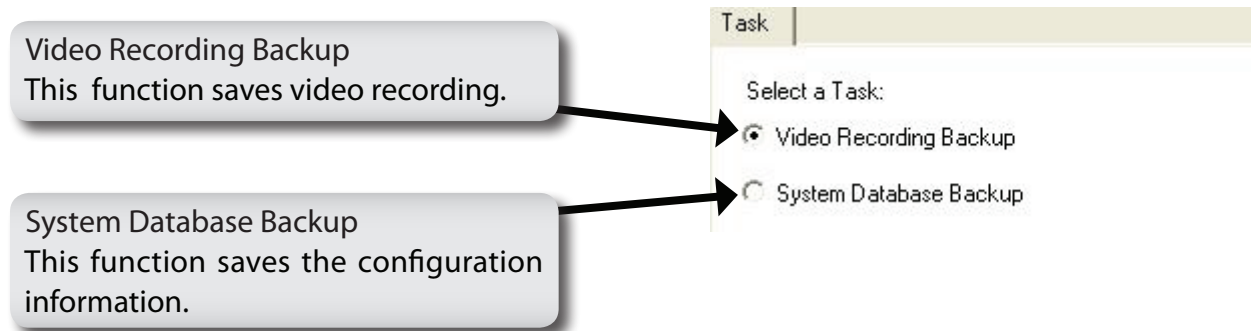 Video Recording Backup
This function saves video recording.
System Database Backup
This function saves the configuration
information.
Task
Select a Task:
Video Recording Backup
System Database Backup